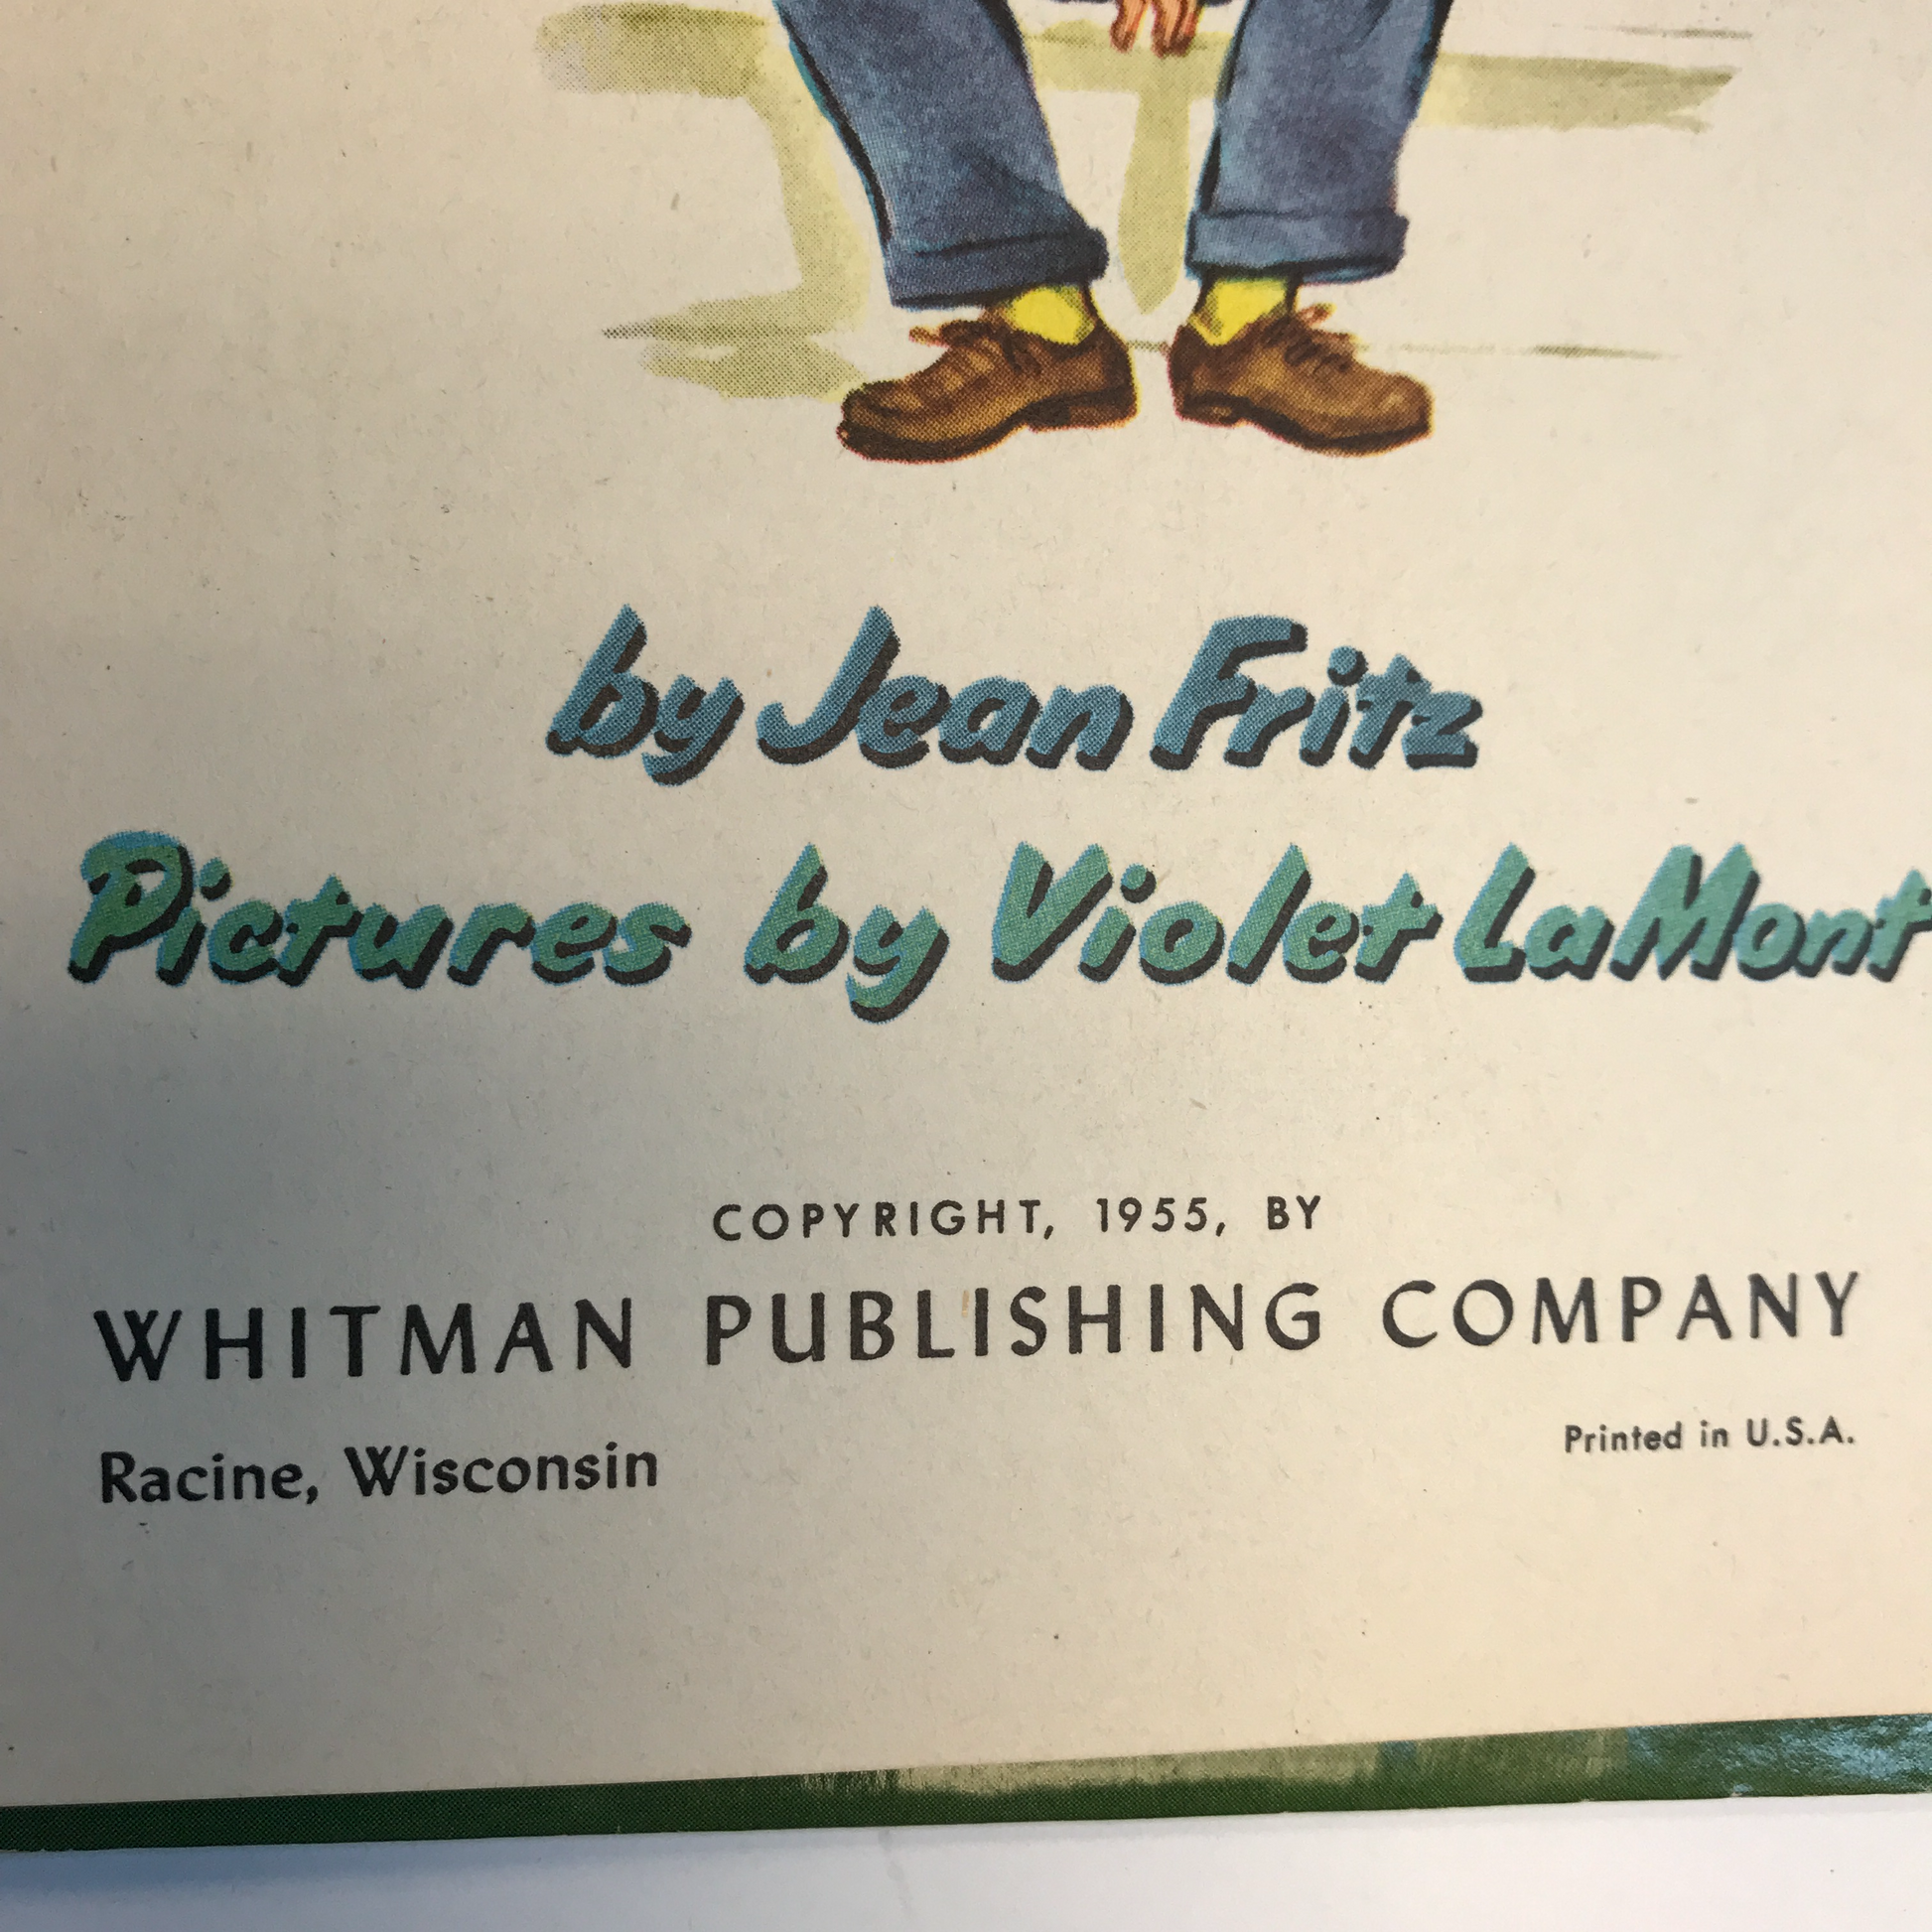 by Jean Fritz
Pictures by Violet LaMont
COPYRIGHT, 1955, BY
WHITMAN PUBLISHING COMPANY
Racine, Wisconsin
Printed in U.S.A.